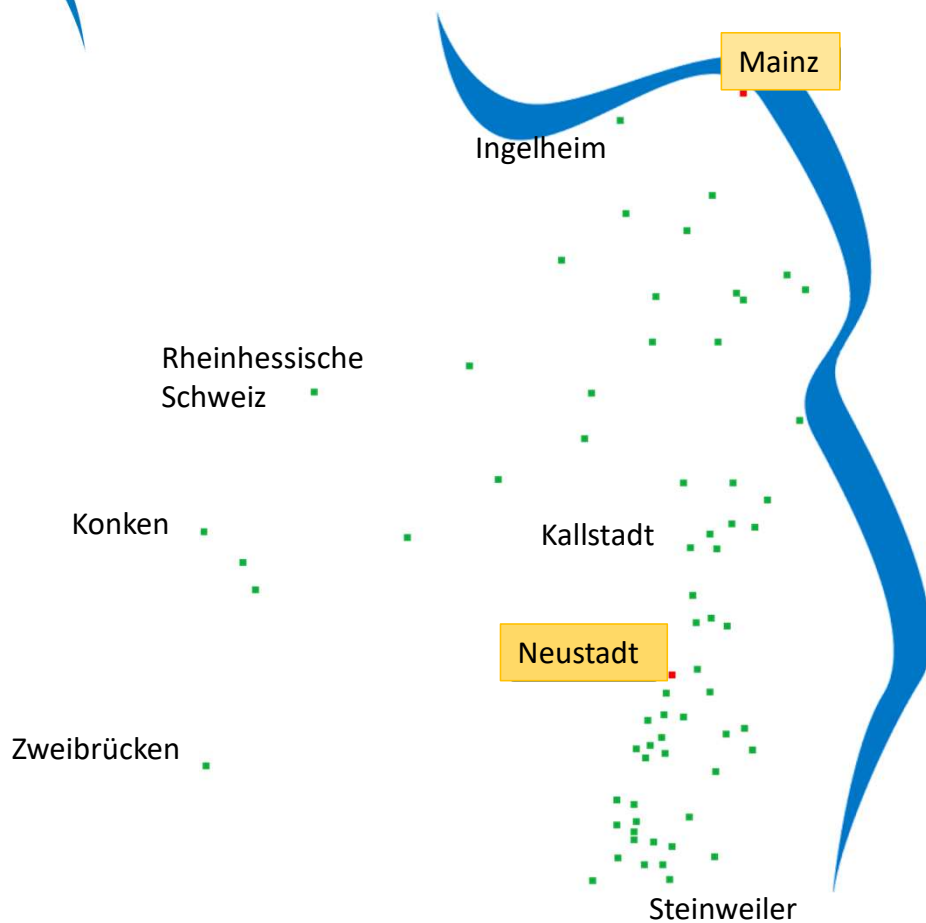 Mainz
Ingelheim
Rheinhessische
Schweiz
Konken
Kallstadt
Neustadt
Zweibrücken
Steinweiler